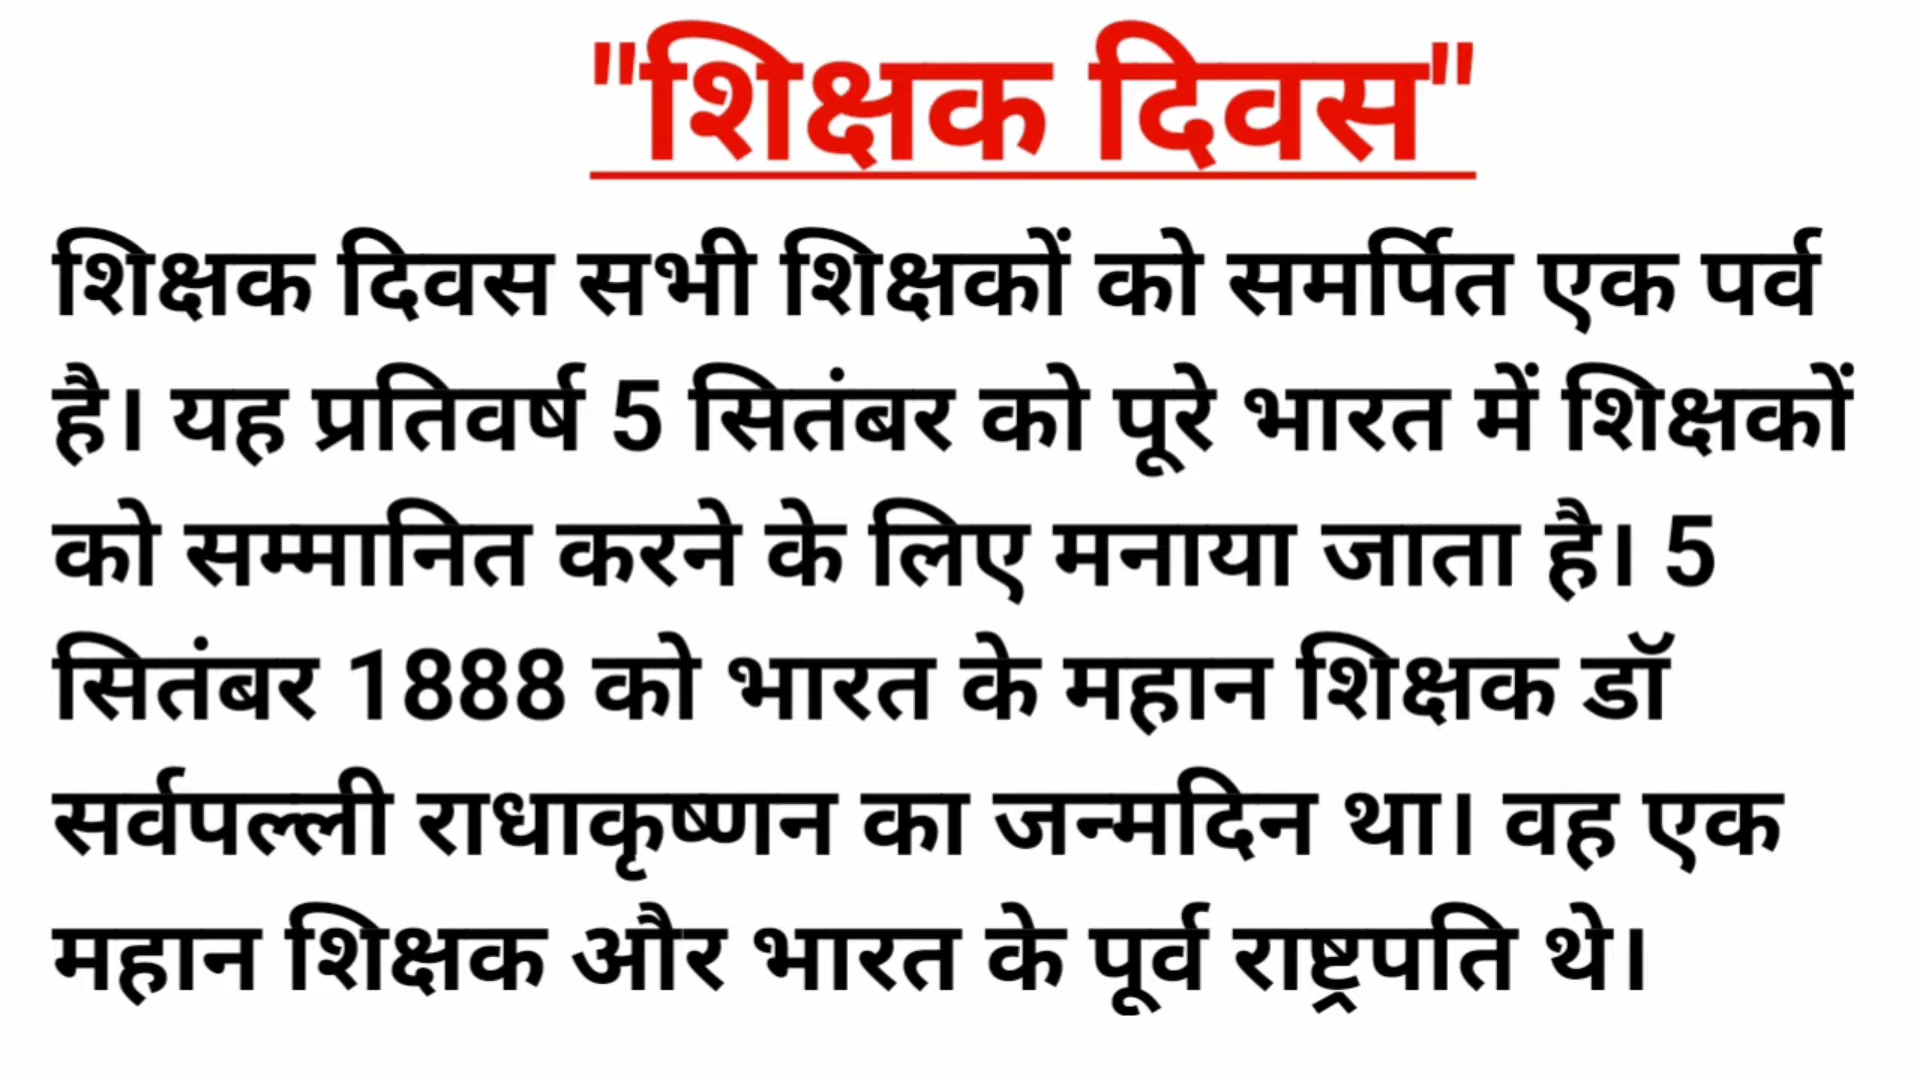 "शिक्षक दिवस"
शिक्षक दिवस सभी शिक्षकों को समर्पित एक पर्व
है। यह प्रतिवर्ष 5 सितंबर को पूरे भारत में शिक्षकों
को सम्मानित करने के लिए मनाया जाता है। 5
सितंबर 1888 को भारत के महान शिक्षक डॉ
सर्वपल्ली राधाकृष्णन का जन्मदिन था। वह एक
महान शिक्षक और भारत के पूर्व राष्ट्रपति थे।